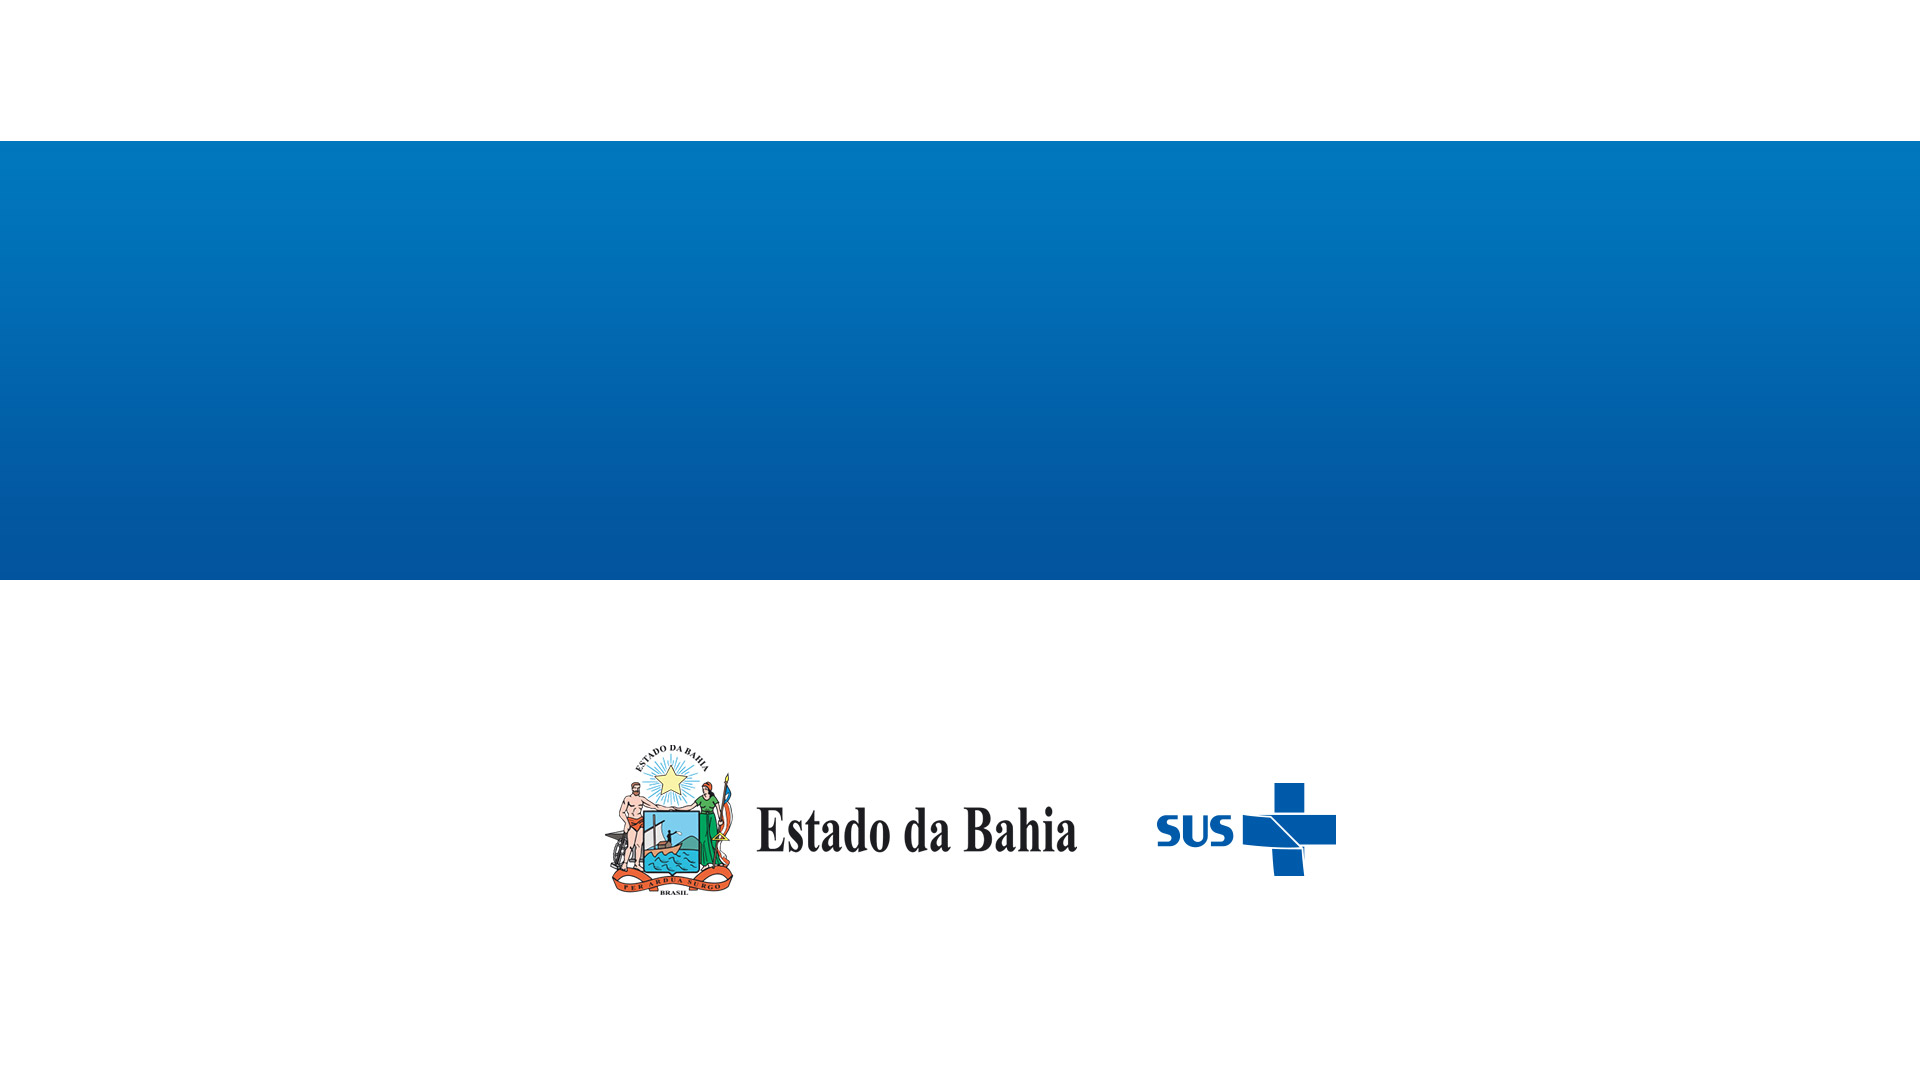 ESTADO DA BAHIA
PER ARDUA SURGO
BRASIL
Estado da Bahia
SUS